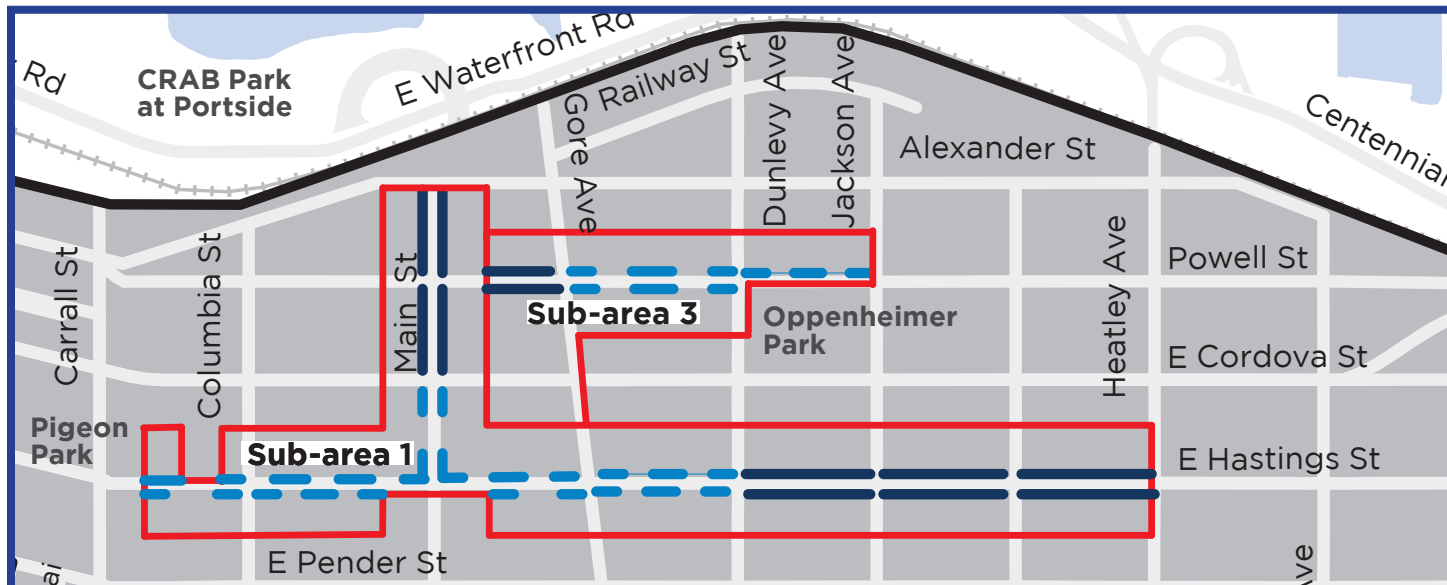 E Waterfront Rd
Rd
CRAB Park
at Portside
Railway St
Gore Ave
Dunlevy Ave
Jackson Ave
Centennial
Alexander St
Carrall St
Columbia St
Main St
Heatley Ave
Powell St
Sub-area 3
Oppenheimer
Park
E Cordova St
Pigeon
Park
Sub-area 1
E Hastings St
E Pender St
Ave